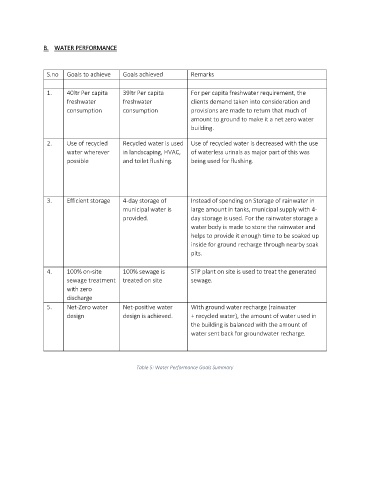 B. WATER PERFORMANCE
S.no Goals to achieve Goals achieved Remarks
1. 40ltr Per capita freshwater consumption 39ltr Per capita freshwater consumption For per capita freshwater requirement, the
clients demand taken into consideration and
provisions are made to return that much of
amount to ground to make it a net zero water
building.
2. Use of recycled water wherever possible Recycled water is used in landscaping, HVAC, and toilet flushing. Use of recycled water is decreased with the use
of waterless urinals as major part of this was
being used for flushing.
3. Efficient storage 4-day storage of municipal water is provided. Instead of spending on Storage of rainwater in
large amount in tanks, municipal supply with 4-
day storage is used. For the rainwater storage a
water body is made to store the rainwater and
helps to provide it enough time to be soaked up
inside for ground recharge through nearby soak
pits.
4. 100% on-site sewage treatment with zero discharge 100% sewage is treated on site STP plant on site is used to treat the generated
sewage.
5. Net-Zero water design Net-positive water design is achieved. With ground water recharge (rainwater
+ recycled water), the amount of water used in
the building is balanced with the amount of
water sent back for groundwater recharge.
Table 5: Water Performance Goals Summary